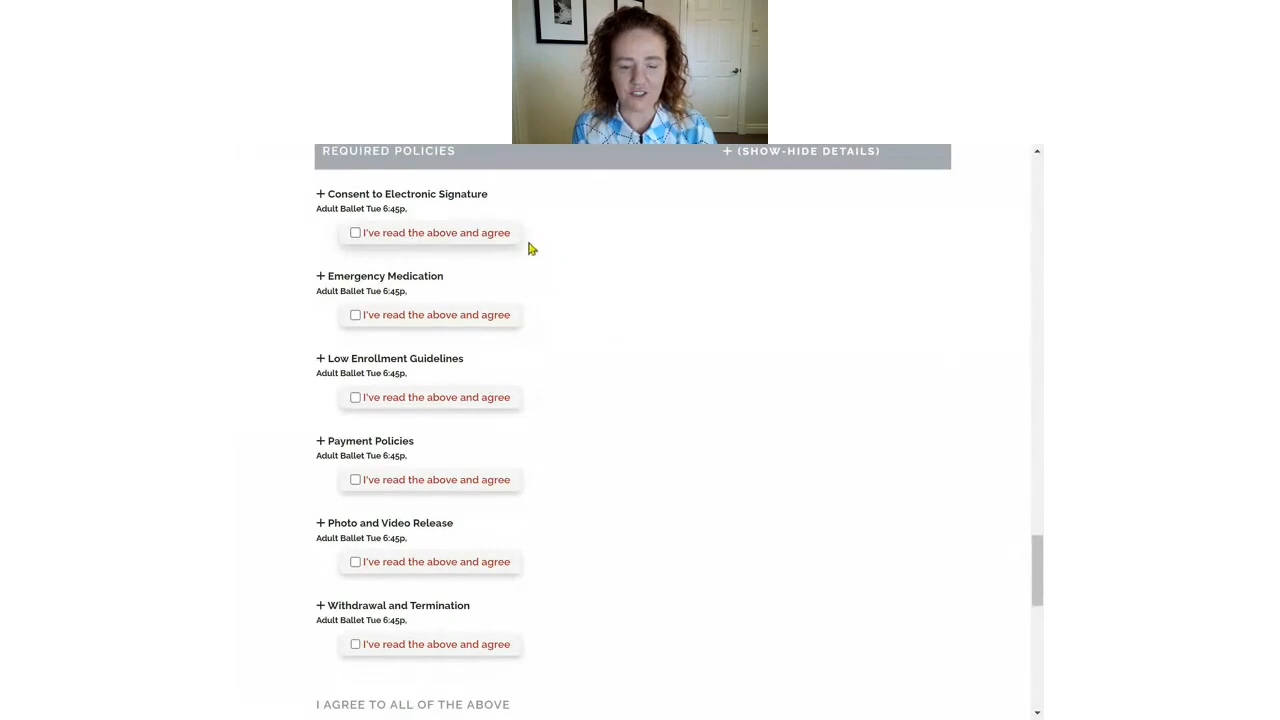 REQUIRED POLICIES + (SHOW-HIDE DETAILS)
+ Consent to Electronic Signature
Adult Ballet Tue 6:45p,
I've read the above and agree
+ Emergency Medication
Adult Ballet Tue 6:45p,
I've read the above and agree
+ Low Enrollment Guidelines
Adult Ballet Tue 6:45p,
I've read the above and agree
+ Payment Policies
Adult Ballet Tue 6:45p,
I've read the above and agree
+ Photo and Video Release
Adult Ballet Tue 6:45p,
I've read the above and agree
+ Withdrawal and Termination
Adult Ballet Tue 6:45p,
I've read the above and agree
I AGREE TO ALL OF THE ABOVE